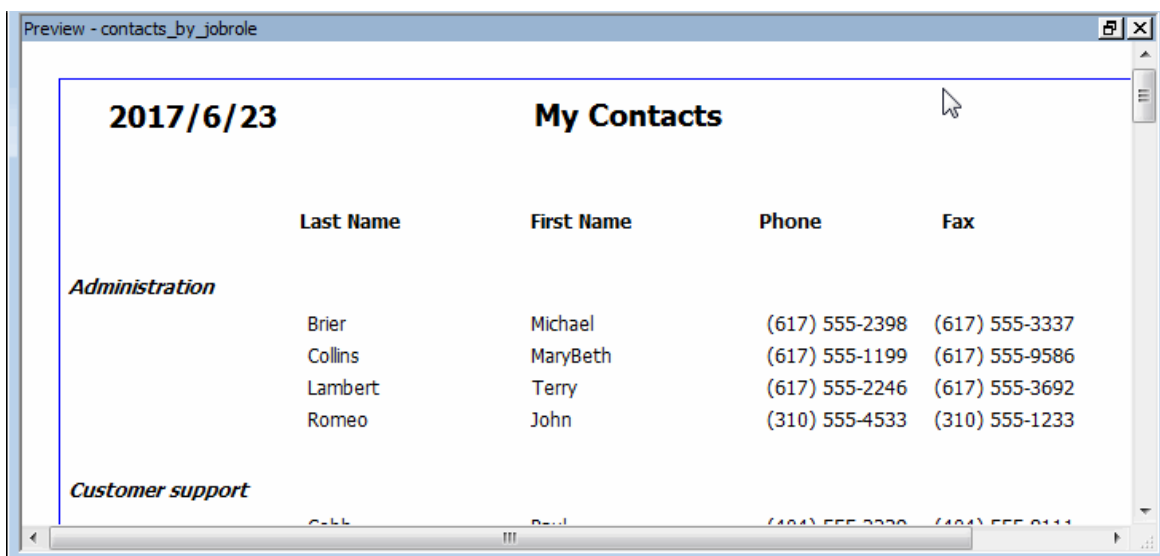 Preview - contacts_by_jobrole
2017/6/23 My Contacts
Last Name First Name Phone Fax
Administration
Brier Michael (617) 555-2398 (617) 555-3337
Collins MaryBeth (617) 555-1199 (617) 555-9586
Lambert Terry (617) 555-2246 (617) 555-3692
Romeo John (310) 555-4533 (310) 555-1233
Customer support